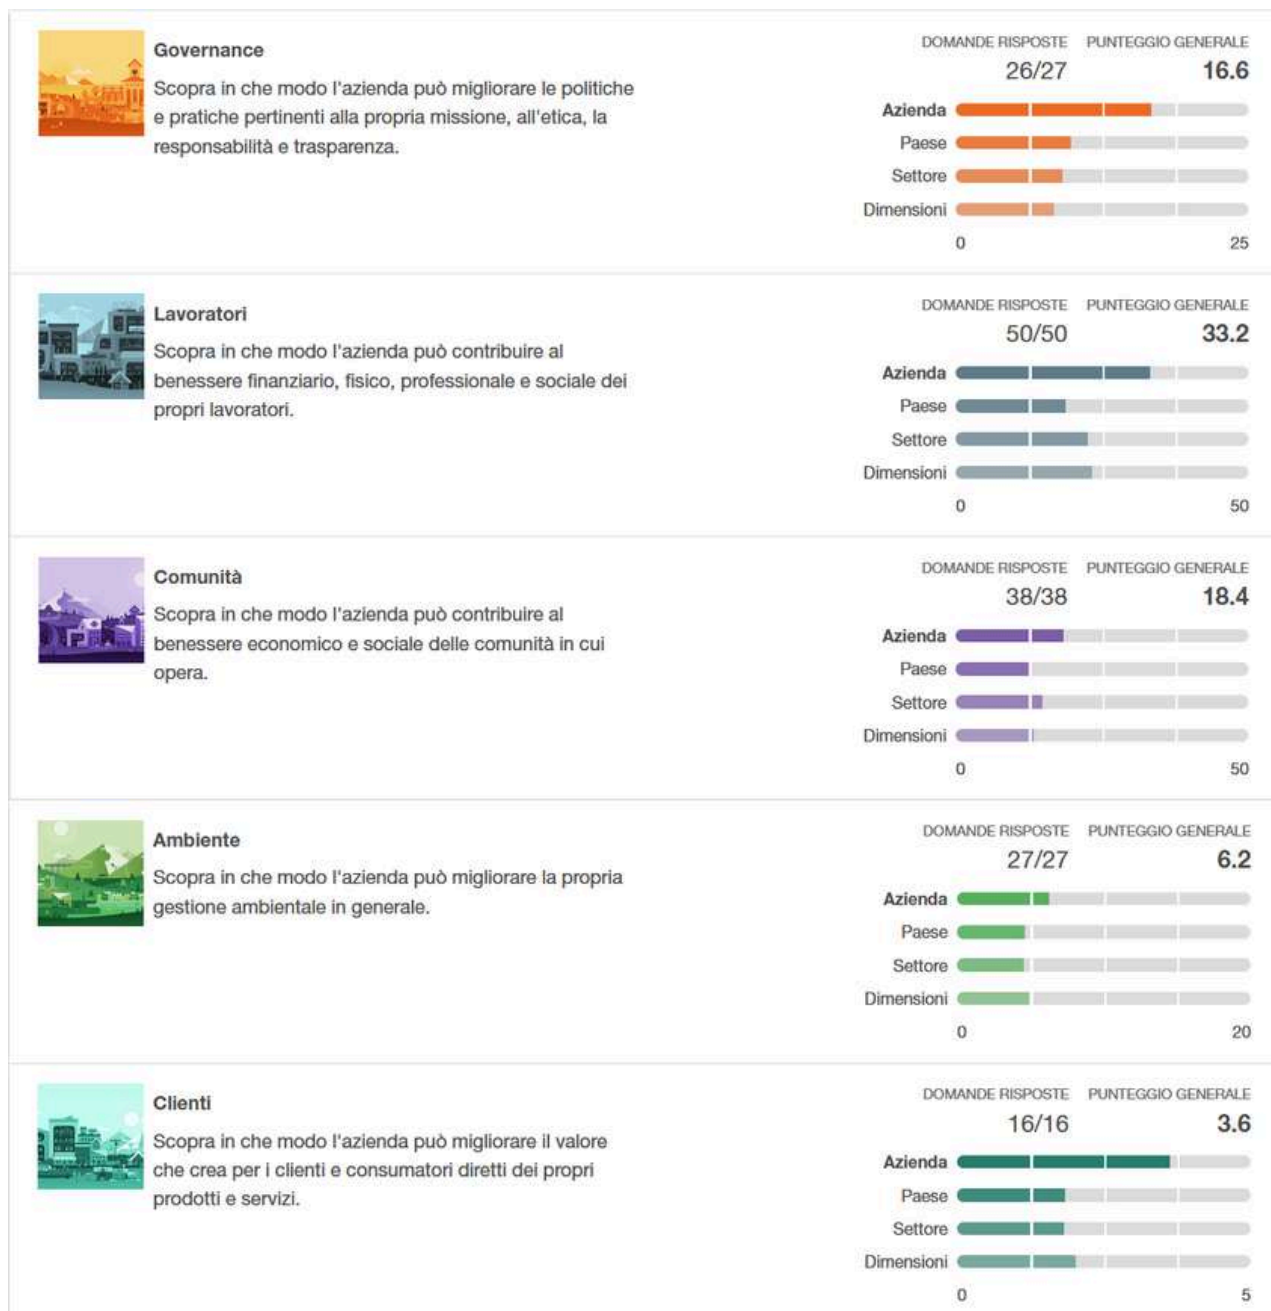 Governance
Scopra in che modo l'azienda può migliorare le politiche
e pratiche pertinenti alla propria missione, all'etica, la
responsabilità e trasparenza.
DOMANDE RISPOSTE PUNTEGGIO GENERALE
26/27 16.6
Azienda
Paese
Settore
Dimensioni
0 25
Lavoratori
Scopra in che modo l'azienda può contribuire al
benessere finanziario, fisico, professionale e sociale dei
propri lavoratori.
DOMANDE RISPOSTE PUNTEGGIO GENERALE
50/50 33.2
Azienda
Paese
Settore
Dimensioni
0 50
Comunità
Scopra in che modo l'azienda può contribuire al
benessere economico e sociale delle comunità in cui
opera.
DOMANDE RISPOSTE PUNTEGGIO GENERALE
38/38 18.4
Azienda
Paese
Settore
Dimensioni
0 50
Ambiente
Scopra in che modo l'azienda può migliorare la propria
gestione ambientale in generale.
DOMANDE RISPOSTE PUNTEGGIO GENERALE
27/27 6.2
Azienda
Paese
Settore
Dimensioni
0 20
Clienti
Scopra in che modo l'azienda può migliorare il valore
che crea per i clienti e consumatori diretti dei propri
prodotti e servizi.
DOMANDE RISPOSTE PUNTEGGIO GENERALE
16/16 3.6
Azienda
Paese
Settore
Dimensioni
0 5